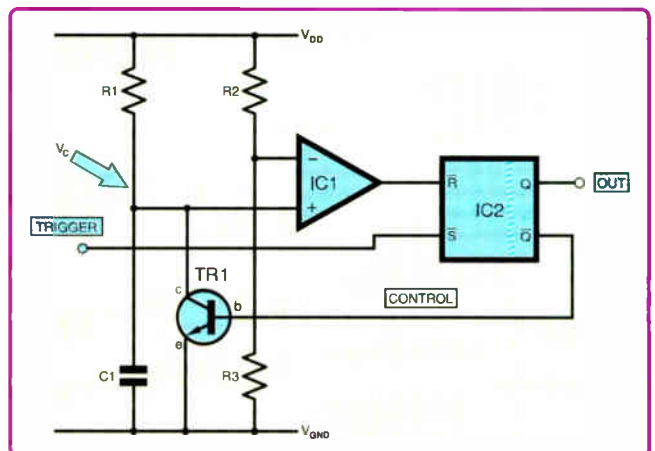 V_DD
R1
R2
V_C
−
IC1
+
R̅
Q
IC2
S̅
Q̅
OUT
TRIGGER
TR1
c
b
e
CONTROL
C1
R3
V_GND